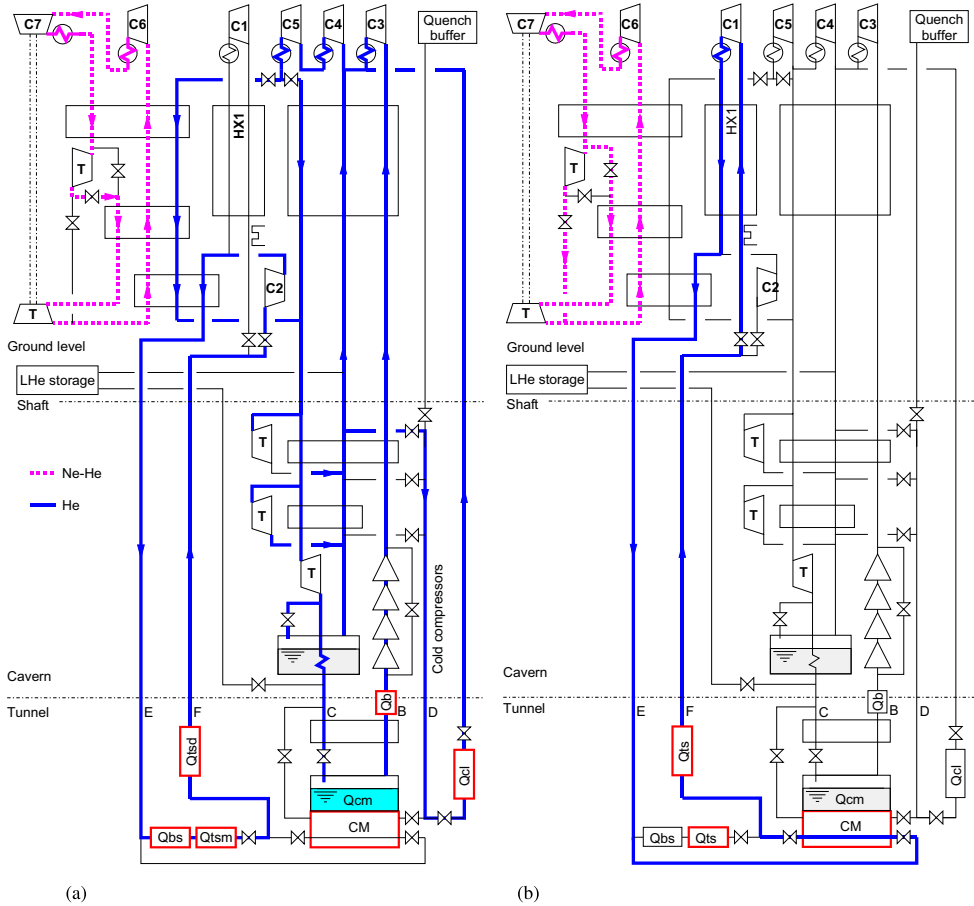 C7
C6
C1
C5
C4
C3
Quench
buffer
HX1
T
C2
T
Ground level
LHe storage
Shaft
T
Ne-He
He
T
T
Cold compressors
Cavern
Tunnel
E
F
C
Qb
B
D
Qtsd
Qcl
Qcm
Qbs
Qtsm
CM
(a)
C7
C6
C1
C5
C4
C3
Quench
buffer
HX1
T
C2
T
Ground level
LHe storage
Shaft
T
T
T
Cavern
Tunnel
E
F
C
Qb
B
D
Qts
Qcl
Qcm
Qbs
Qts
CM
(b)